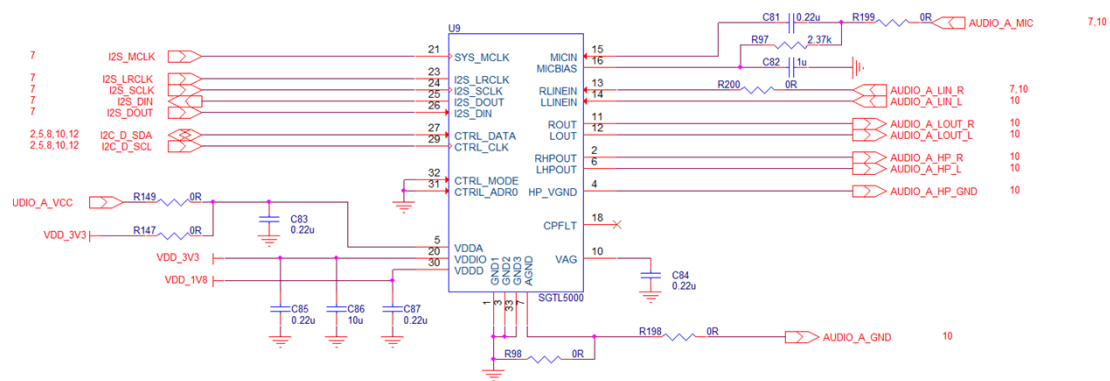 C81 0.22u R199 0R AUDIO_A_MIC 7,10
U9
R97 2.37k
7 I2S_MCLK 21 SYS_MCLK MICIN 15
MICBIAS 16 C82 1u
7 I2S_LRCLK 23 I2S_LRCLK
7 I2S_SCLK 24 I2S_SCLK RLINEIN 13 R200 0R AUDIO_A_LIN_R 7,10
7 I2S_DIN 25 I2S_DOUT LLINEIN 14 AUDIO_A_LIN_L 10
7 I2S_DOUT 26 I2S_DIN
ROUT 11 AUDIO_A_LOUT_R 10
2,5,8,10,12 I2C_D_SDA 27 CTRL_DATA LOUT 12 AUDIO_A_LOUT_L 10
2,5,8,10,12 I2C_D_SCL 29 CTRL_CLK
RHPOUT 2 AUDIO_A_HP_R 10
LHPOUT 6 AUDIO_A_HP_L 10
32 CTRL_MODE
31 CTRIL_ADR0 HP_VGND 4 AUDIO_A_HP_GND 10
UDIO_A_VCC R149 0R
C83
0.22u
CPFLT 18
VDD_3V3 R147 0R
5 VDDA
VDD_3V3 20 VDDIO VAG 10
30 VDDD
VDD_1V8
GND1 GND2 GND3 AGND
C84
0.22u
SGTL5000
1 3 33 7
C85
0.22u
C86
10u
C87
0.22u
R198 0R AUDIO_A_GND 10
R98 0R